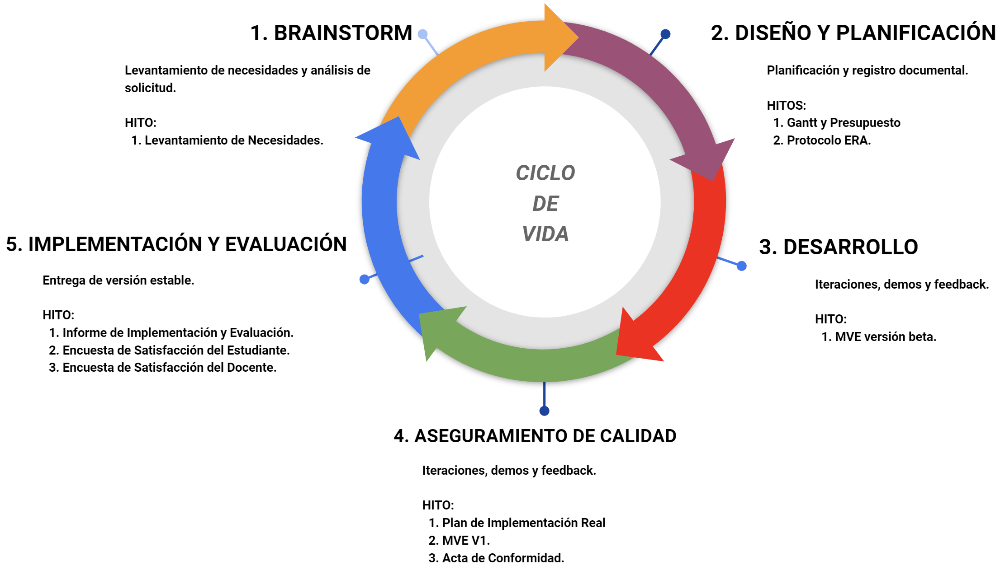 1. BRAINSTORM
Levantamiento de necesidades y análisis de
solicitud.
HITO:
1. Levantamiento de Necesidades.
2. DISEÑO Y PLANIFICACIÓN
Planificación y registro documental.
HITOS:
1. Gantt y Presupuesto
2. Protocolo ERA.
CICLO
DE
VIDA
3. DESARROLLO
Iteraciones, demos y feedback.
HITO:
1. MVE versión beta.
4. ASEGURAMIENTO DE CALIDAD
Iteraciones, demos y feedback.
HITO:
1. Plan de Implementación Real
2. MVE V1.
3. Acta de Conformidad.
5. IMPLEMENTACIÓN Y EVALUACIÓN
Entrega de versión estable.
HITO:
1. Informe de Implementación y Evaluación.
2. Encuesta de Satisfacción del Estudiante.
3. Encuesta de Satisfacción del Docente.